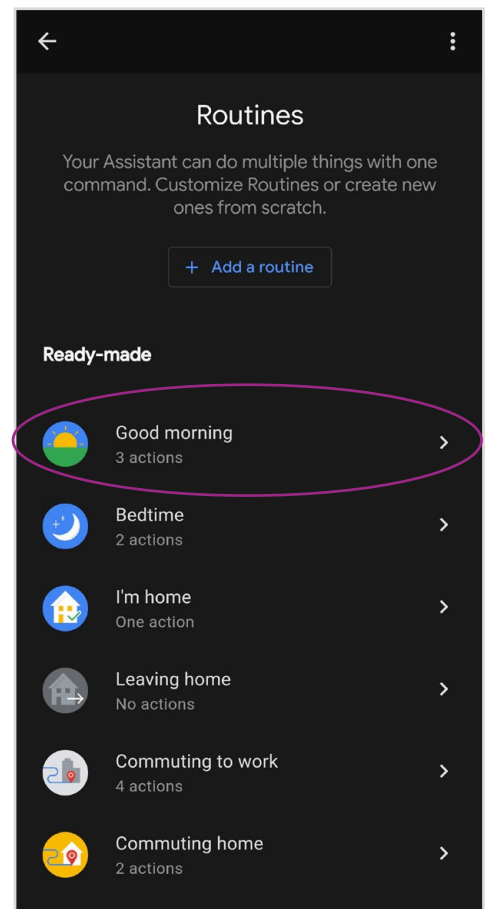 Routines
Your Assistant can do multiple things with one
command. Customize Routines or create new
ones from scratch.
+ Add a routine
Ready-made
Good morning
3 actions
Bedtime
2 actions
I'm home
One action
Leaving home
No actions
Commuting to work
4 actions
Commuting home
2 actions